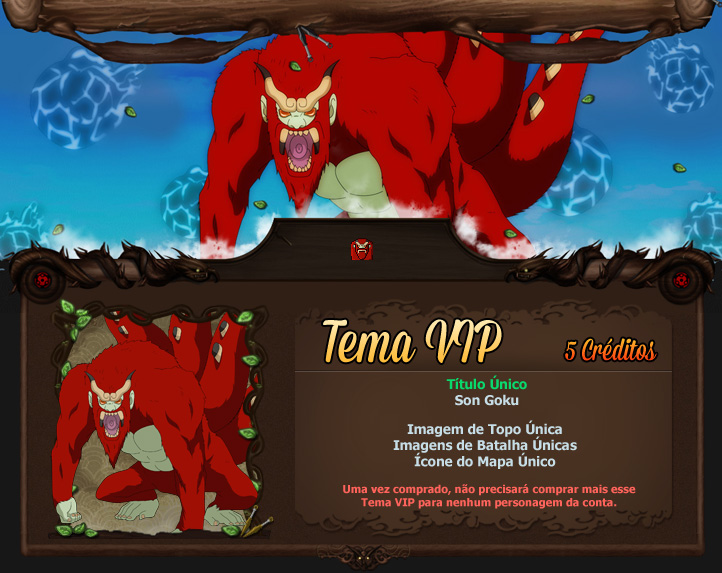 Tema VIP
5 Créditos
Título Único
Son Goku
Imagem de Topo Única
Imagens de Batalha Únicas
Ícone do Mapa Único
Uma vez comprado, não precisará comprar mais esse
Tema VIP para nenhum personagem da conta.